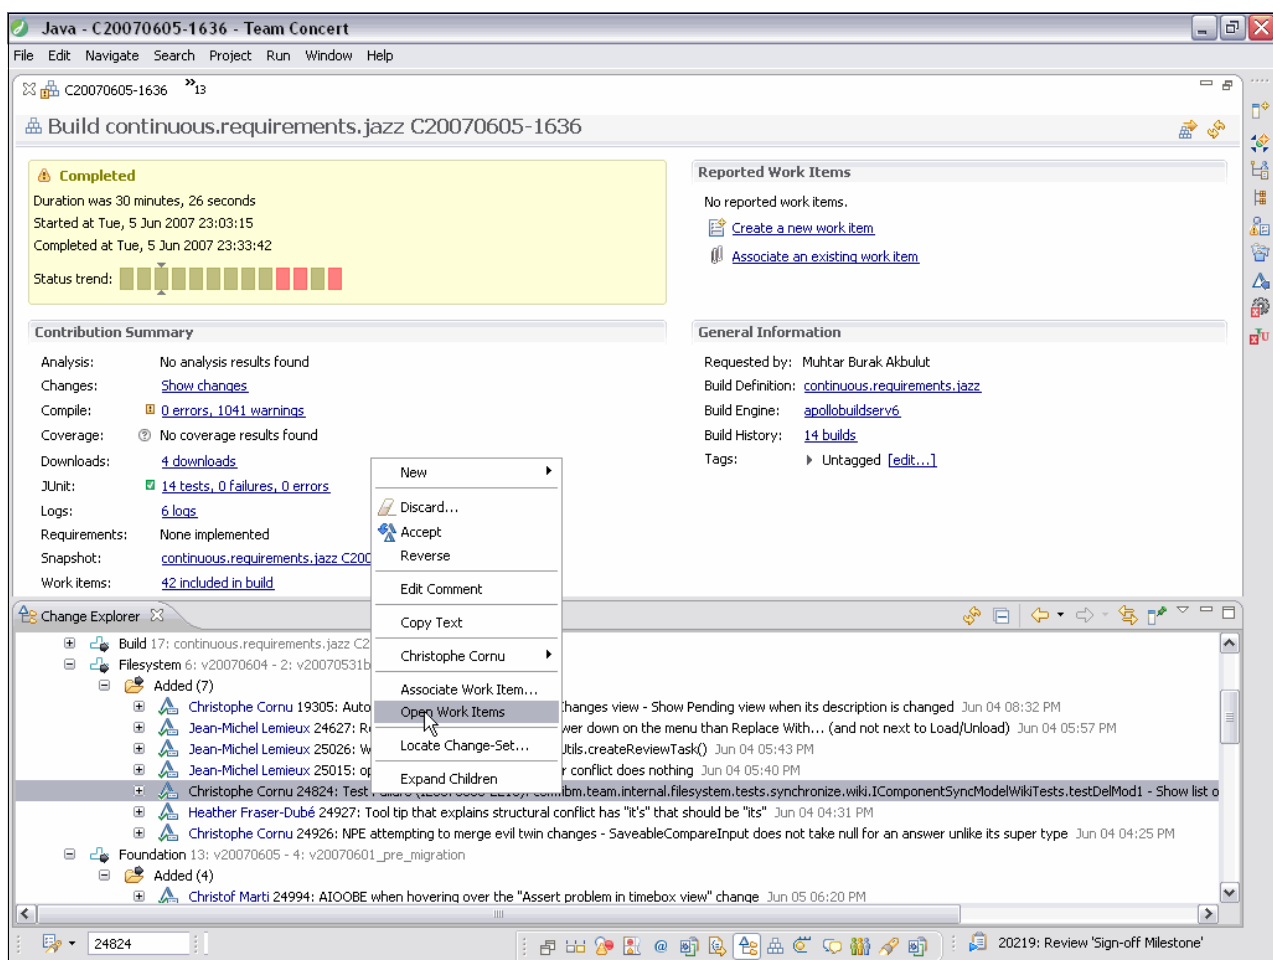 Java - C20070605-1636 - Team Concert
File Edit Navigate Search Project Run Window Help
C20070605-1636 »13
Build continuous.requirements.jazz C20070605-1636
Completed
Duration was 30 minutes, 26 seconds
Started at Tue, 5 Jun 2007 23:03:15
Completed at Tue, 5 Jun 2007 23:33:42
Status trend:
Reported Work Items
No reported work items.
Create a new work item
Associate an existing work item
Contribution Summary
Analysis: No analysis results found
Changes: Show changes
Compile: 0 errors, 1041 warnings
Coverage: No coverage results found
Downloads: 4 downloads
JUnit: 14 tests, 0 failures, 0 errors
Logs: 6 logs
Requirements: None implemented
Snapshot: continuous.requirements.jazz C200
Work items: 42 included in build
General Information
Requested by: Muhtar Burak Akbulut
Build Definition: continuous.requirements.jazz
Build Engine: apollobuildserv6
Build History: 14 builds
Tags: Untagged [edit...]
New
Discard...
Accept
Reverse
Edit Comment
Copy Text
Christophe Cornu
Associate Work Item...
Open Work Items
Locate Change-Set...
Expand Children
Change Explorer
Build 17: continuous.requirements.jazz C2
Filesystem 6: v20070604 - 2: v20070531b
Added (7)
Christophe Cornu 19305: Auto hanges view - Show Pending view when its description is changed Jun 04 08:32 PM
Jean-Michel Lemieux 24627: R wer down on the menu than Replace With... (and not next to Load/Unload) Jun 04 05:57 PM
Jean-Michel Lemieux 25026: W Utils.createReviewTask() Jun 04 05:43 PM
Jean-Michel Lemieux 25015: op r conflict does nothing Jun 04 05:40 PM
Christophe Cornu 24824: Test .ibm.team.internal.filesystem.tests.synchronize.wiki.IComponentSyncModelWikiTests.testDelMod1 - Show list o
Heather Fraser-Dubé 24927: Tool tip that explains structural conflict has "it's" that should be "its" Jun 04 04:31 PM
Christophe Cornu 24926: NPE attempting to merge evil twin changes - SaveableCompareInput does not take null for an answer unlike its super type Jun 04 04:25 PM
Foundation 13: v20070605 - 4: v20070601_pre_migration
Added (4)
Christof Marti 24994: AIOOBE when hovering over the "Assert problem in timebox view" change Jun 05 06:20 PM
24824
20219: Review 'Sign-off Milestone'